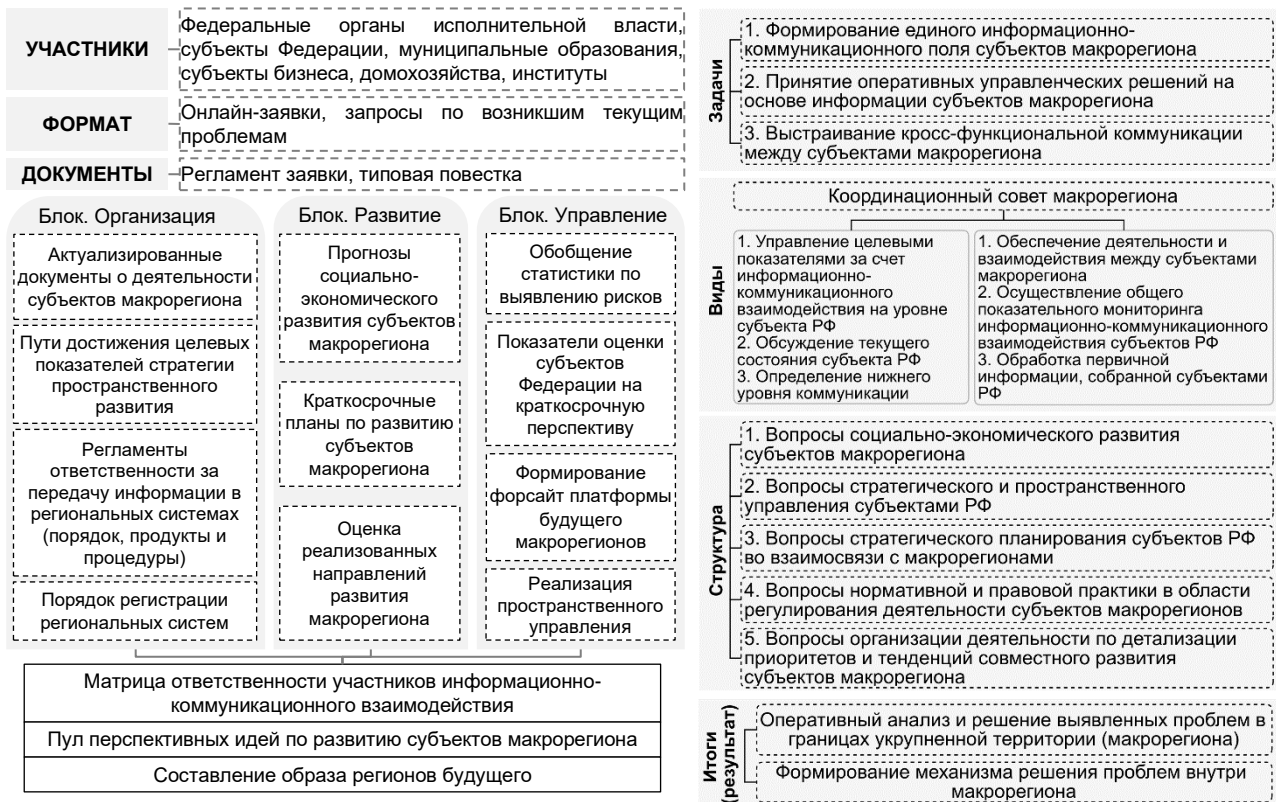 УЧАСТНИКИ
Федеральные органы исполнительной власти,
субъекты Федерации, муниципальные образования,
субъекты бизнеса, домохозяйства, институты
ФОРМАТ
Онлайн-заявки, запросы по возникшим текущим
проблемам
ДОКУМЕНТЫ
Регламент заявки, типовая повестка
Блок. Организация
Актуализированные
документы о деятельности
субъектов макрорегиона
Пути достижения целевых
показателей стратегии
пространственного
развития
Регламенты
ответственности за
передачу информации в
региональных системах
(порядок, продукты и
процедуры)
Порядок регистрации
региональных систем
Блок. Развитие
Прогнозы
социально-
экономического
развития субъектов
макрорегиона
Краткосрочные
планы по развитию
субъектов
макрорегиона
Оценка
реализованных
направлений
развития
макрорегиона
Блок. Управление
Обобщение
статистики по
выявлению рисков
Показатели оценки
субъектов
Федерации на
краткосрочную
перспективу
Формирование
форсайт платформы
будущего
макрорегионов
Реализация
пространственного
управления
Матрица ответственности участников информационно-
коммуникационного взаимодействия
Пул перспективных идей по развитию субъектов макрорегиона
Составление образа регионов будущего
Задачи
1. Формирование единого информационно-
коммуникационного поля субъектов макрорегиона
2. Принятие оперативных управленческих решений на
основе информации субъектов макрорегиона
3. Выстраивание кросс-функциональной коммуникации
между субъектами макрорегиона
Виды
Координационный совет макрорегиона
1. Управление целевыми
показателями за счет
информационно-
коммуникационного
взаимодействия на уровне
субъекта РФ
2. Обсуждение текущего
состояния субъекта РФ
3. Определение нижнего
уровня коммуникации
1. Обеспечение деятельности и
взаимодействия между субъектами
макрорегиона
2. Осуществление общего
показательного мониторинга
информационно-коммуникационного
взаимодействия субъектов РФ
3. Обработка первичной
информации, собранной субъектами
РФ
Структура
1. Вопросы социально-экономического развития
субъектов макрорегиона
2. Вопросы стратегического и пространственного
управления субъектами РФ
3. Вопросы стратегического планирования субъектов РФ
во взаимосвязи с макрорегионами
4. Вопросы нормативной и правовой практики в области
регулирования деятельности субъектов макрорегионов
5. Вопросы организации деятельности по детализации
приоритетов и тенденций совместного развития
субъектов макрорегиона
Итоги
(результат)
Оперативный анализ и решение выявленных проблем в
границах укрупненной территории (макрорегиона)
Формирование механизма решения проблем внутри
макрорегиона